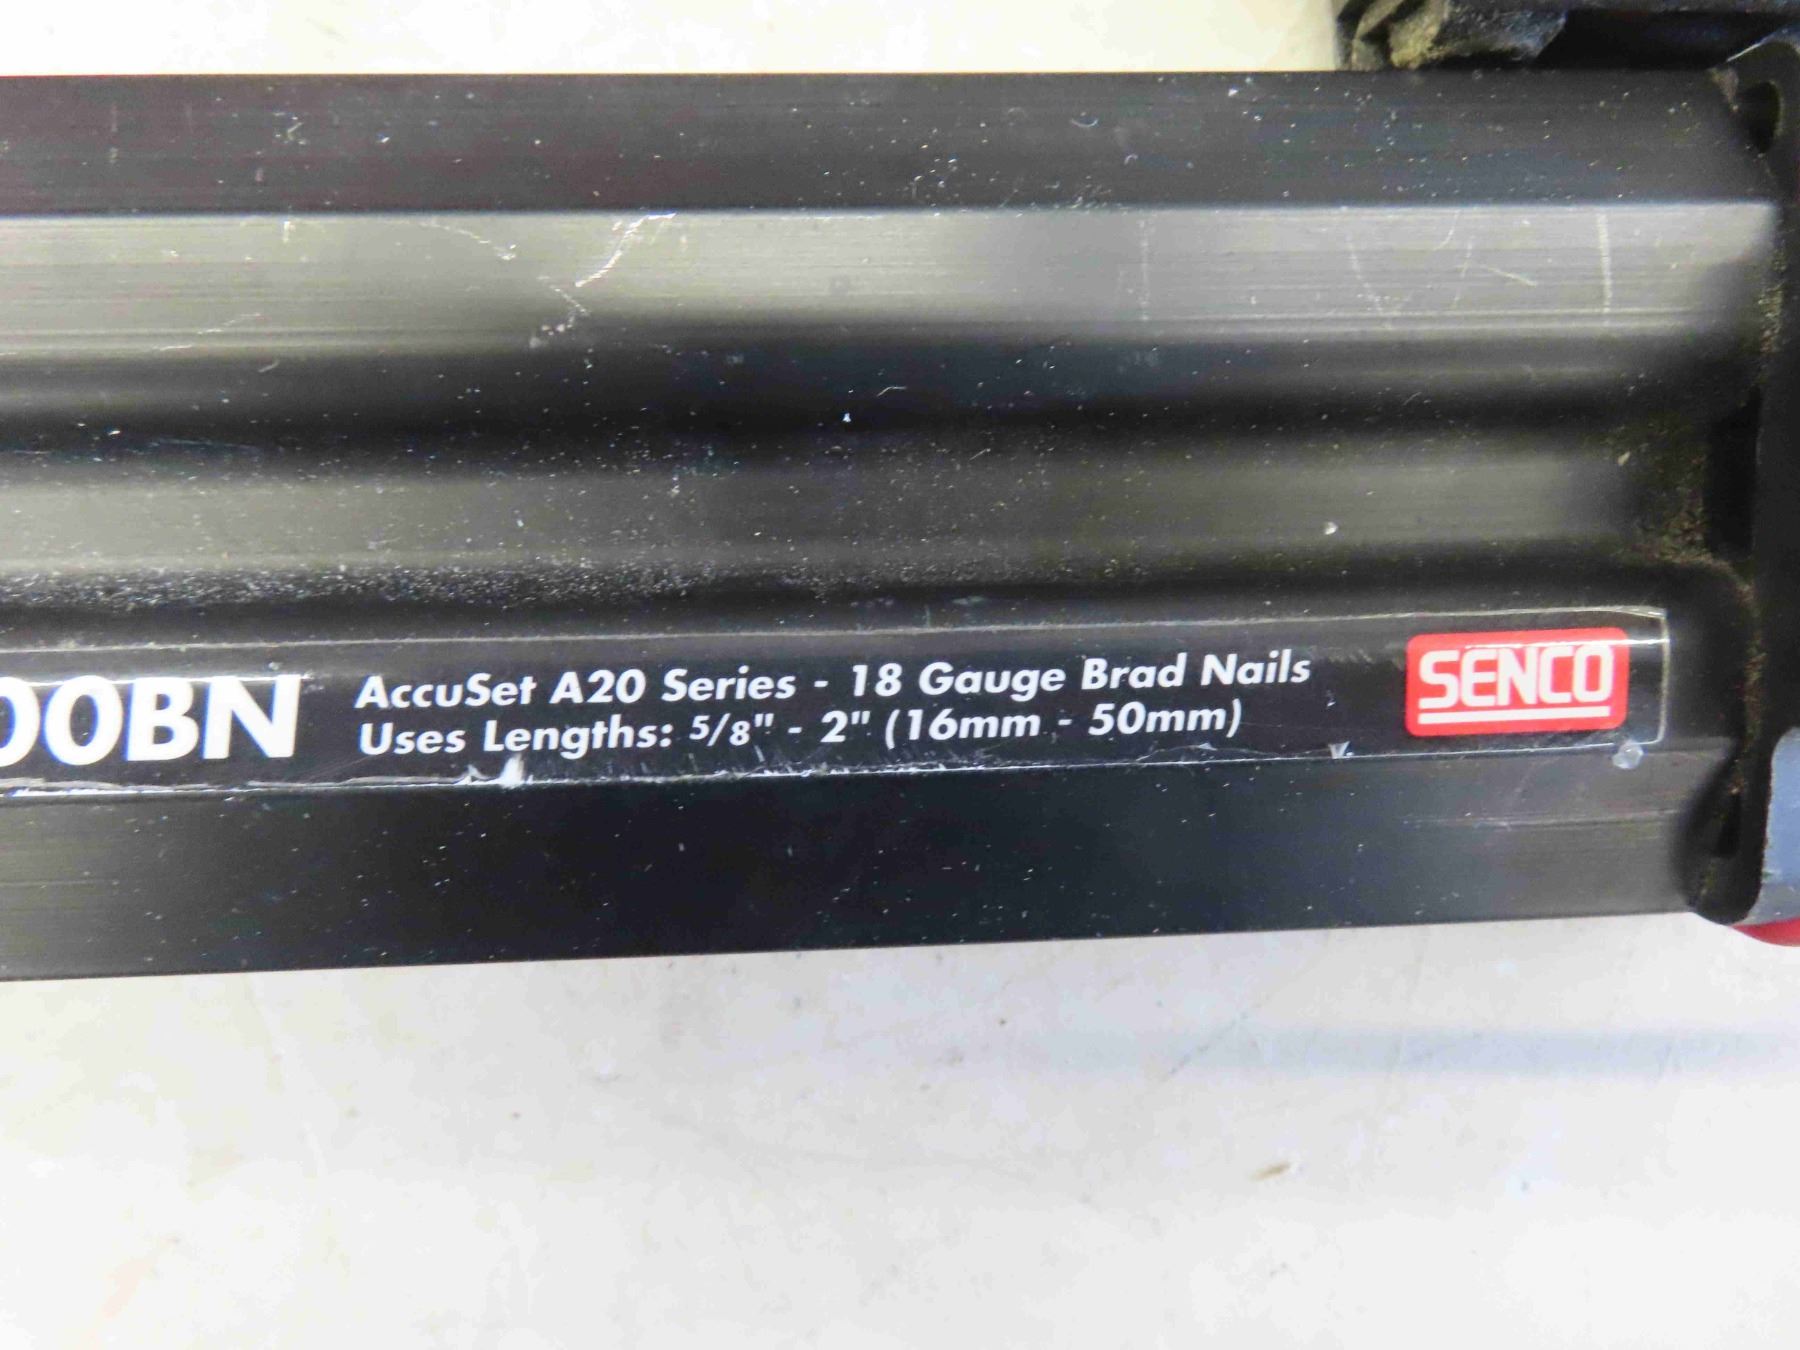 00BN
AccuSet A20 Series - 18 Gauge Brad Nails
Uses Lengths: 5/8" - 2" (16mm - 50mm)
SENCO